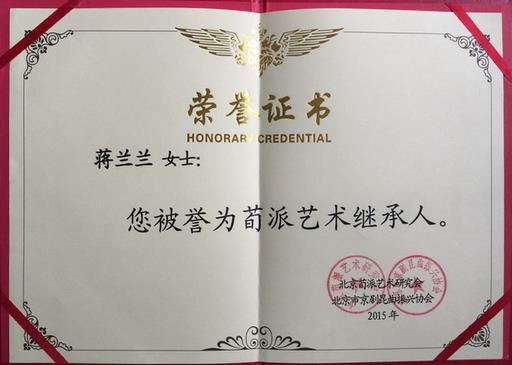 荣誉证书
HONORARY CREDENTIAL
蒋兰兰 女士：
您被誉为荀派艺术继承人。
北京荀派艺术研究会
北京市京剧昆曲振兴协会
2015年